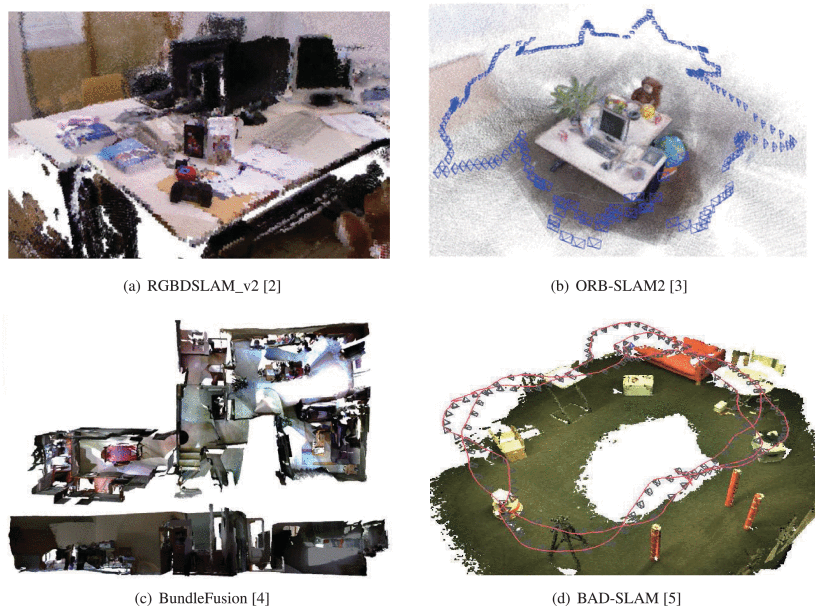 (a) RGBDSLAM_v2 [2]
(b) ORB-SLAM2 [3]
(c) BundleFusion [4]
(d) BAD-SLAM [5]